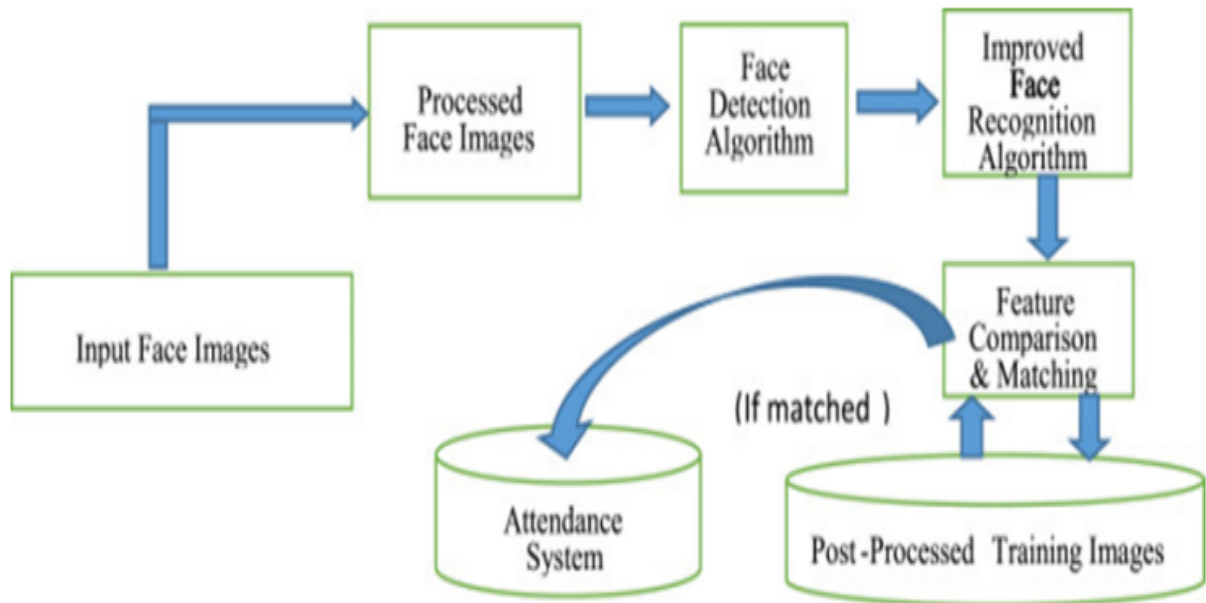 Input Face Images
Processed
Face Images
Face
Detection
Algorithm
Improved
Face
Recognition
Algorithm
Feature
Comparison
& Matching
(If matched )
Attendance
System
Post-Processed Training Images